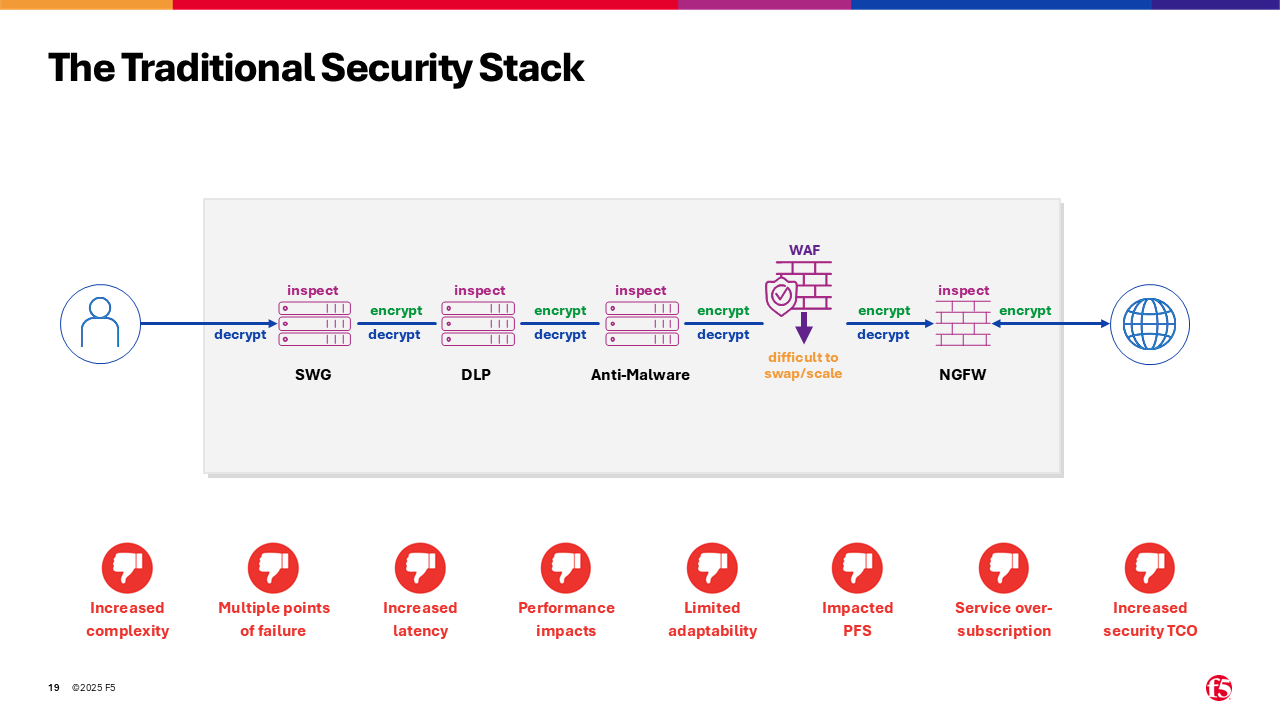 The Traditional Security Stack
WAF
inspect
inspect
inspect
inspect
encrypt
encrypt
encrypt
encrypt
encrypt
decrypt
decrypt
decrypt
decrypt
decrypt
difficult to
swap/scale
SWG
DLP
Anti-Malware
NGFW
Increased
complexity
Multiple points
of failure
Increased
latency
Performance
impacts
Limited
adaptability
Impacted
PFS
Service over-
subscription
Increased
security TCO
19 ©2025 F5
f5